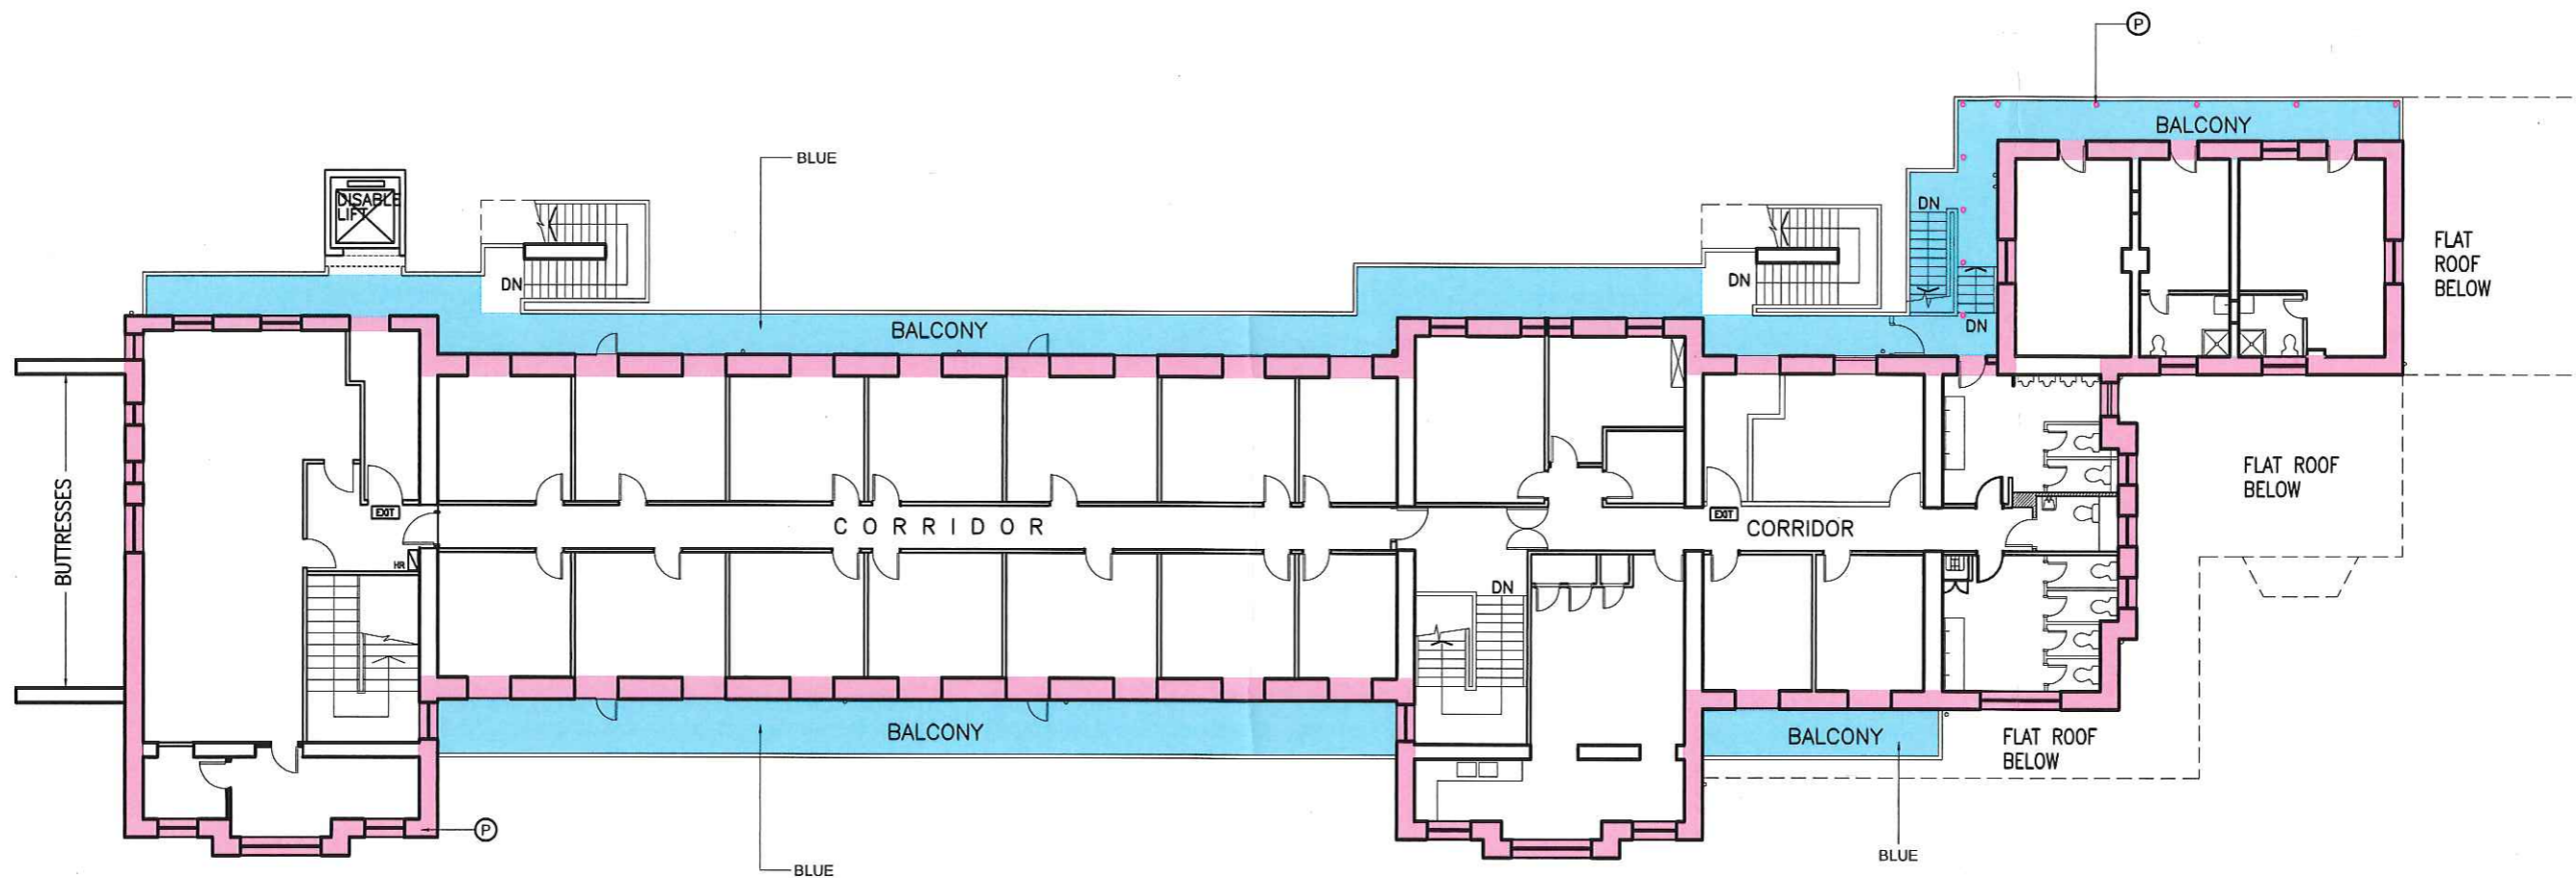 P
BALCONY
BLUE
DISABLE
LIFT
DN
FLAT
ROOF
BELOW
DN
DN
DN
BALCONY
FLAT ROOF
BELOW
BUTTRESSES
EXIT
CORRIDOR
EXIT
CORRIDOR
HR
DN
BALCONY
BALCONY
FLAT ROOF
BELOW
P
BLUE
BLUE